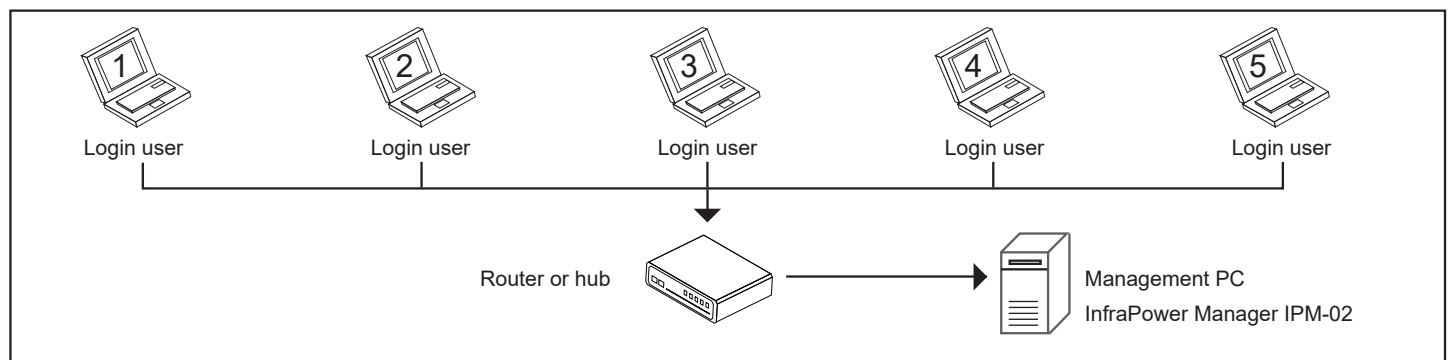 1 2 3 4 5
Login user Login user Login user Login user Login user
Router or hub
Management PC
InfraPower Manager IPM-02